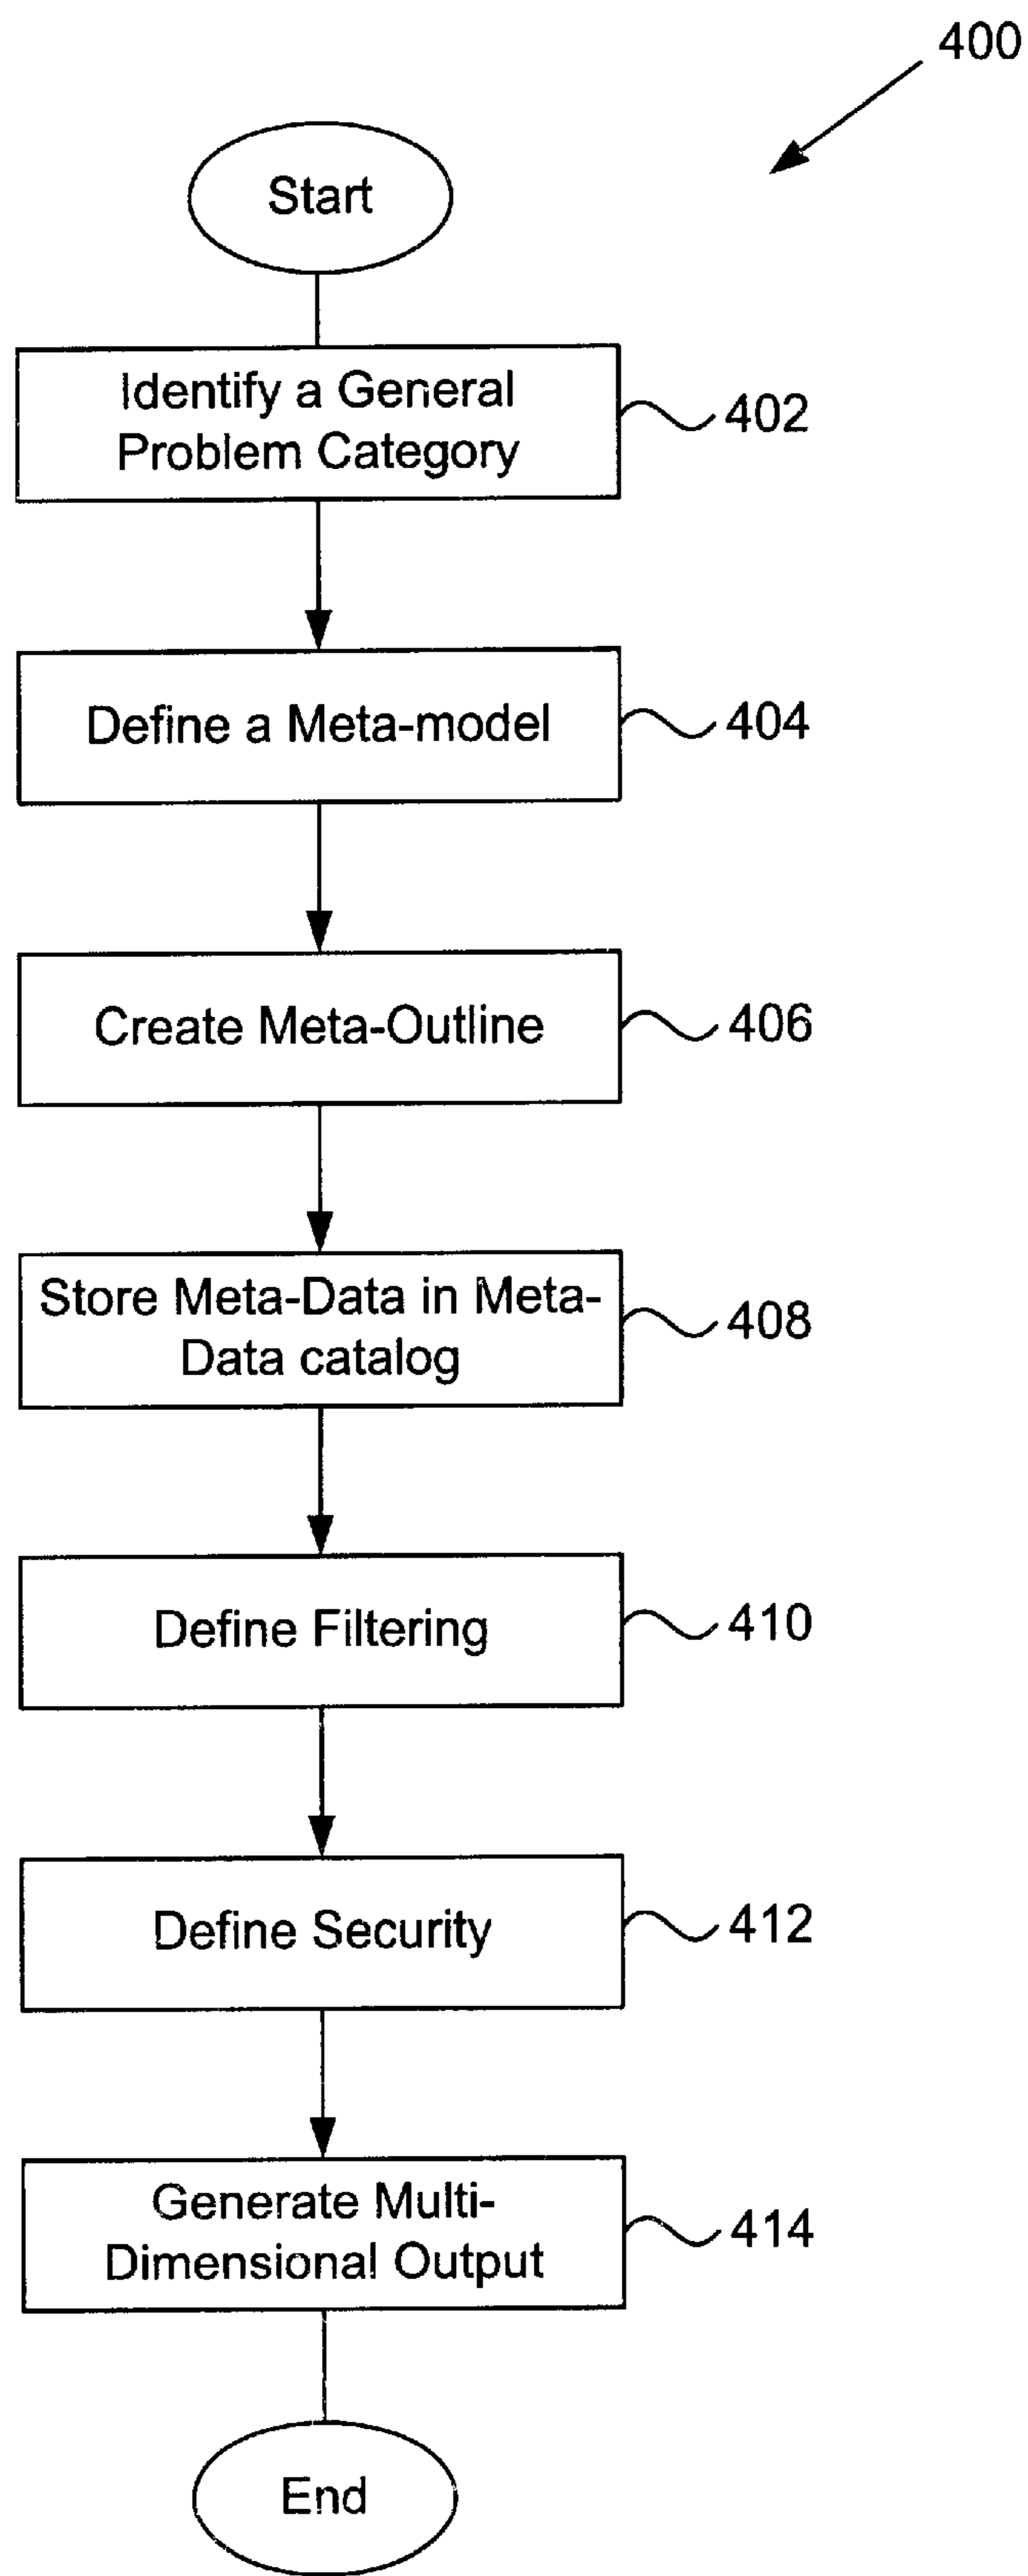 400
Start
Identify a General
Problem Category
402
Define a Meta-model
404
Create Meta-Outline
406
Store Meta-Data in Meta-
Data catalog
408
Define Filtering
410
Define Security
412
Generate Multi-
Dimensional Output
414
End